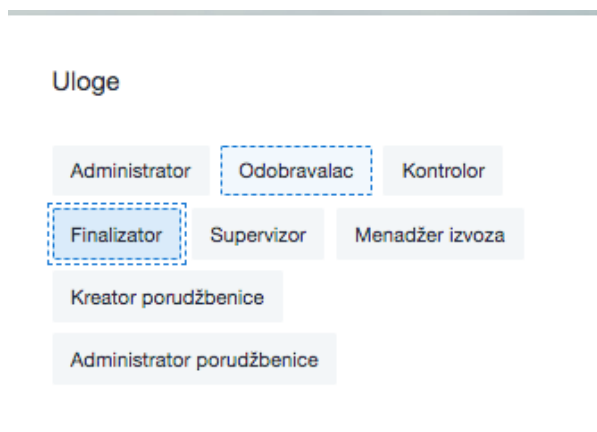 Uloge
Administrator Odobravalac Kontrolor
Finalizator Supervizor Menadžer izvoza
Kreator porudžbenice
Administrator porudžbenice